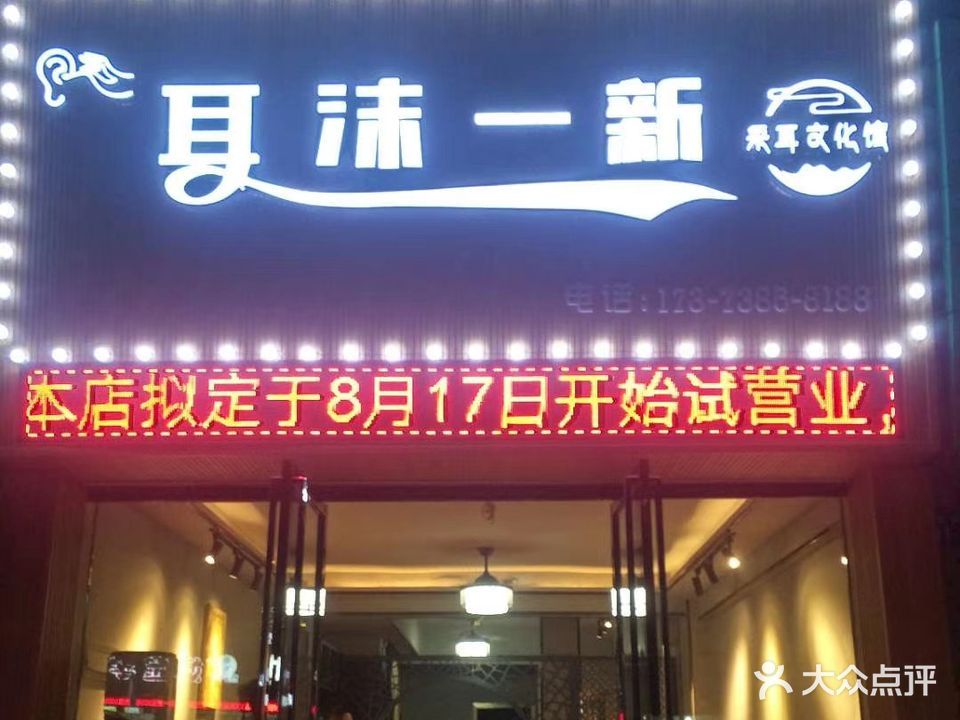 耳沫一新
采耳文化馆
电话:173-7386-8188
本店拟定于8月17日开始试营业，
大众点评